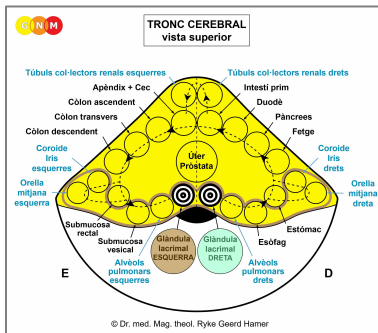 GNM
TRONC CEREBRAL
vista superior
Túbuls col·lectors renals esquerres
Túbuls col·lectors renals drets
Apèndix + Cec
Intestí prim
Còlon ascendent
Duodè
Còlon transvers
Pàncrees
Còlon descendent
Fetge
Coroide
Iris
esquerres
Coroide
Iris
drets
Úter
Pròstata
Orella
mitjana
esquerra
Orella
mitjana
dreta
Submucosa
rectal
Submucosa
vesical
Estómac
Esòfag
Glàndula
lacrimal
ESQUERRA
Glàndula
lacrimal
DRETA
Alvèols
pulmonars
esquerres
Alvèols
pulmonars
drets
E
D
© Dr. med. Mag. theol. Ryke Geerd Hamer